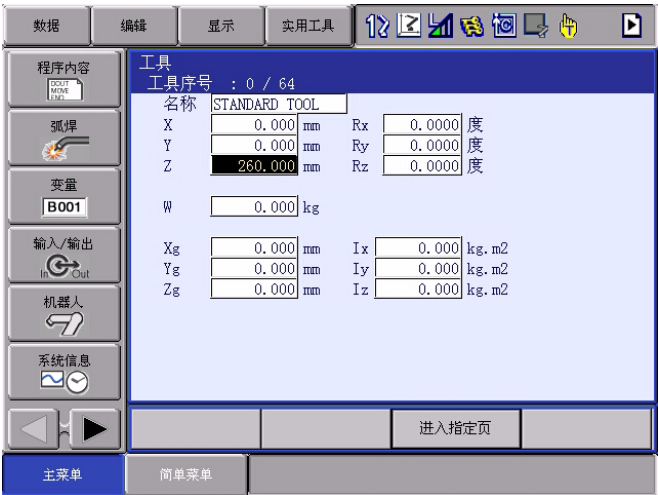 数据 编辑 显示 实用工具
程序内容
DOUT
MOVE
END
弧焊
变量
B001
输入/输出
In Out
机器人
系统信息
工具
工具序号 : 0 / 64
名称 STANDARD TOOL
X 0.000 mm Rx 0.0000 度
Y 0.000 mm Ry 0.0000 度
Z 260.000 mm Rz 0.0000 度
W 0.000 kg
Xg 0.000 mm Ix 0.000 kg.m2
Yg 0.000 mm Iy 0.000 kg.m2
Zg 0.000 mm Iz 0.000 kg.m2
进入指定页
主菜单 简单菜单